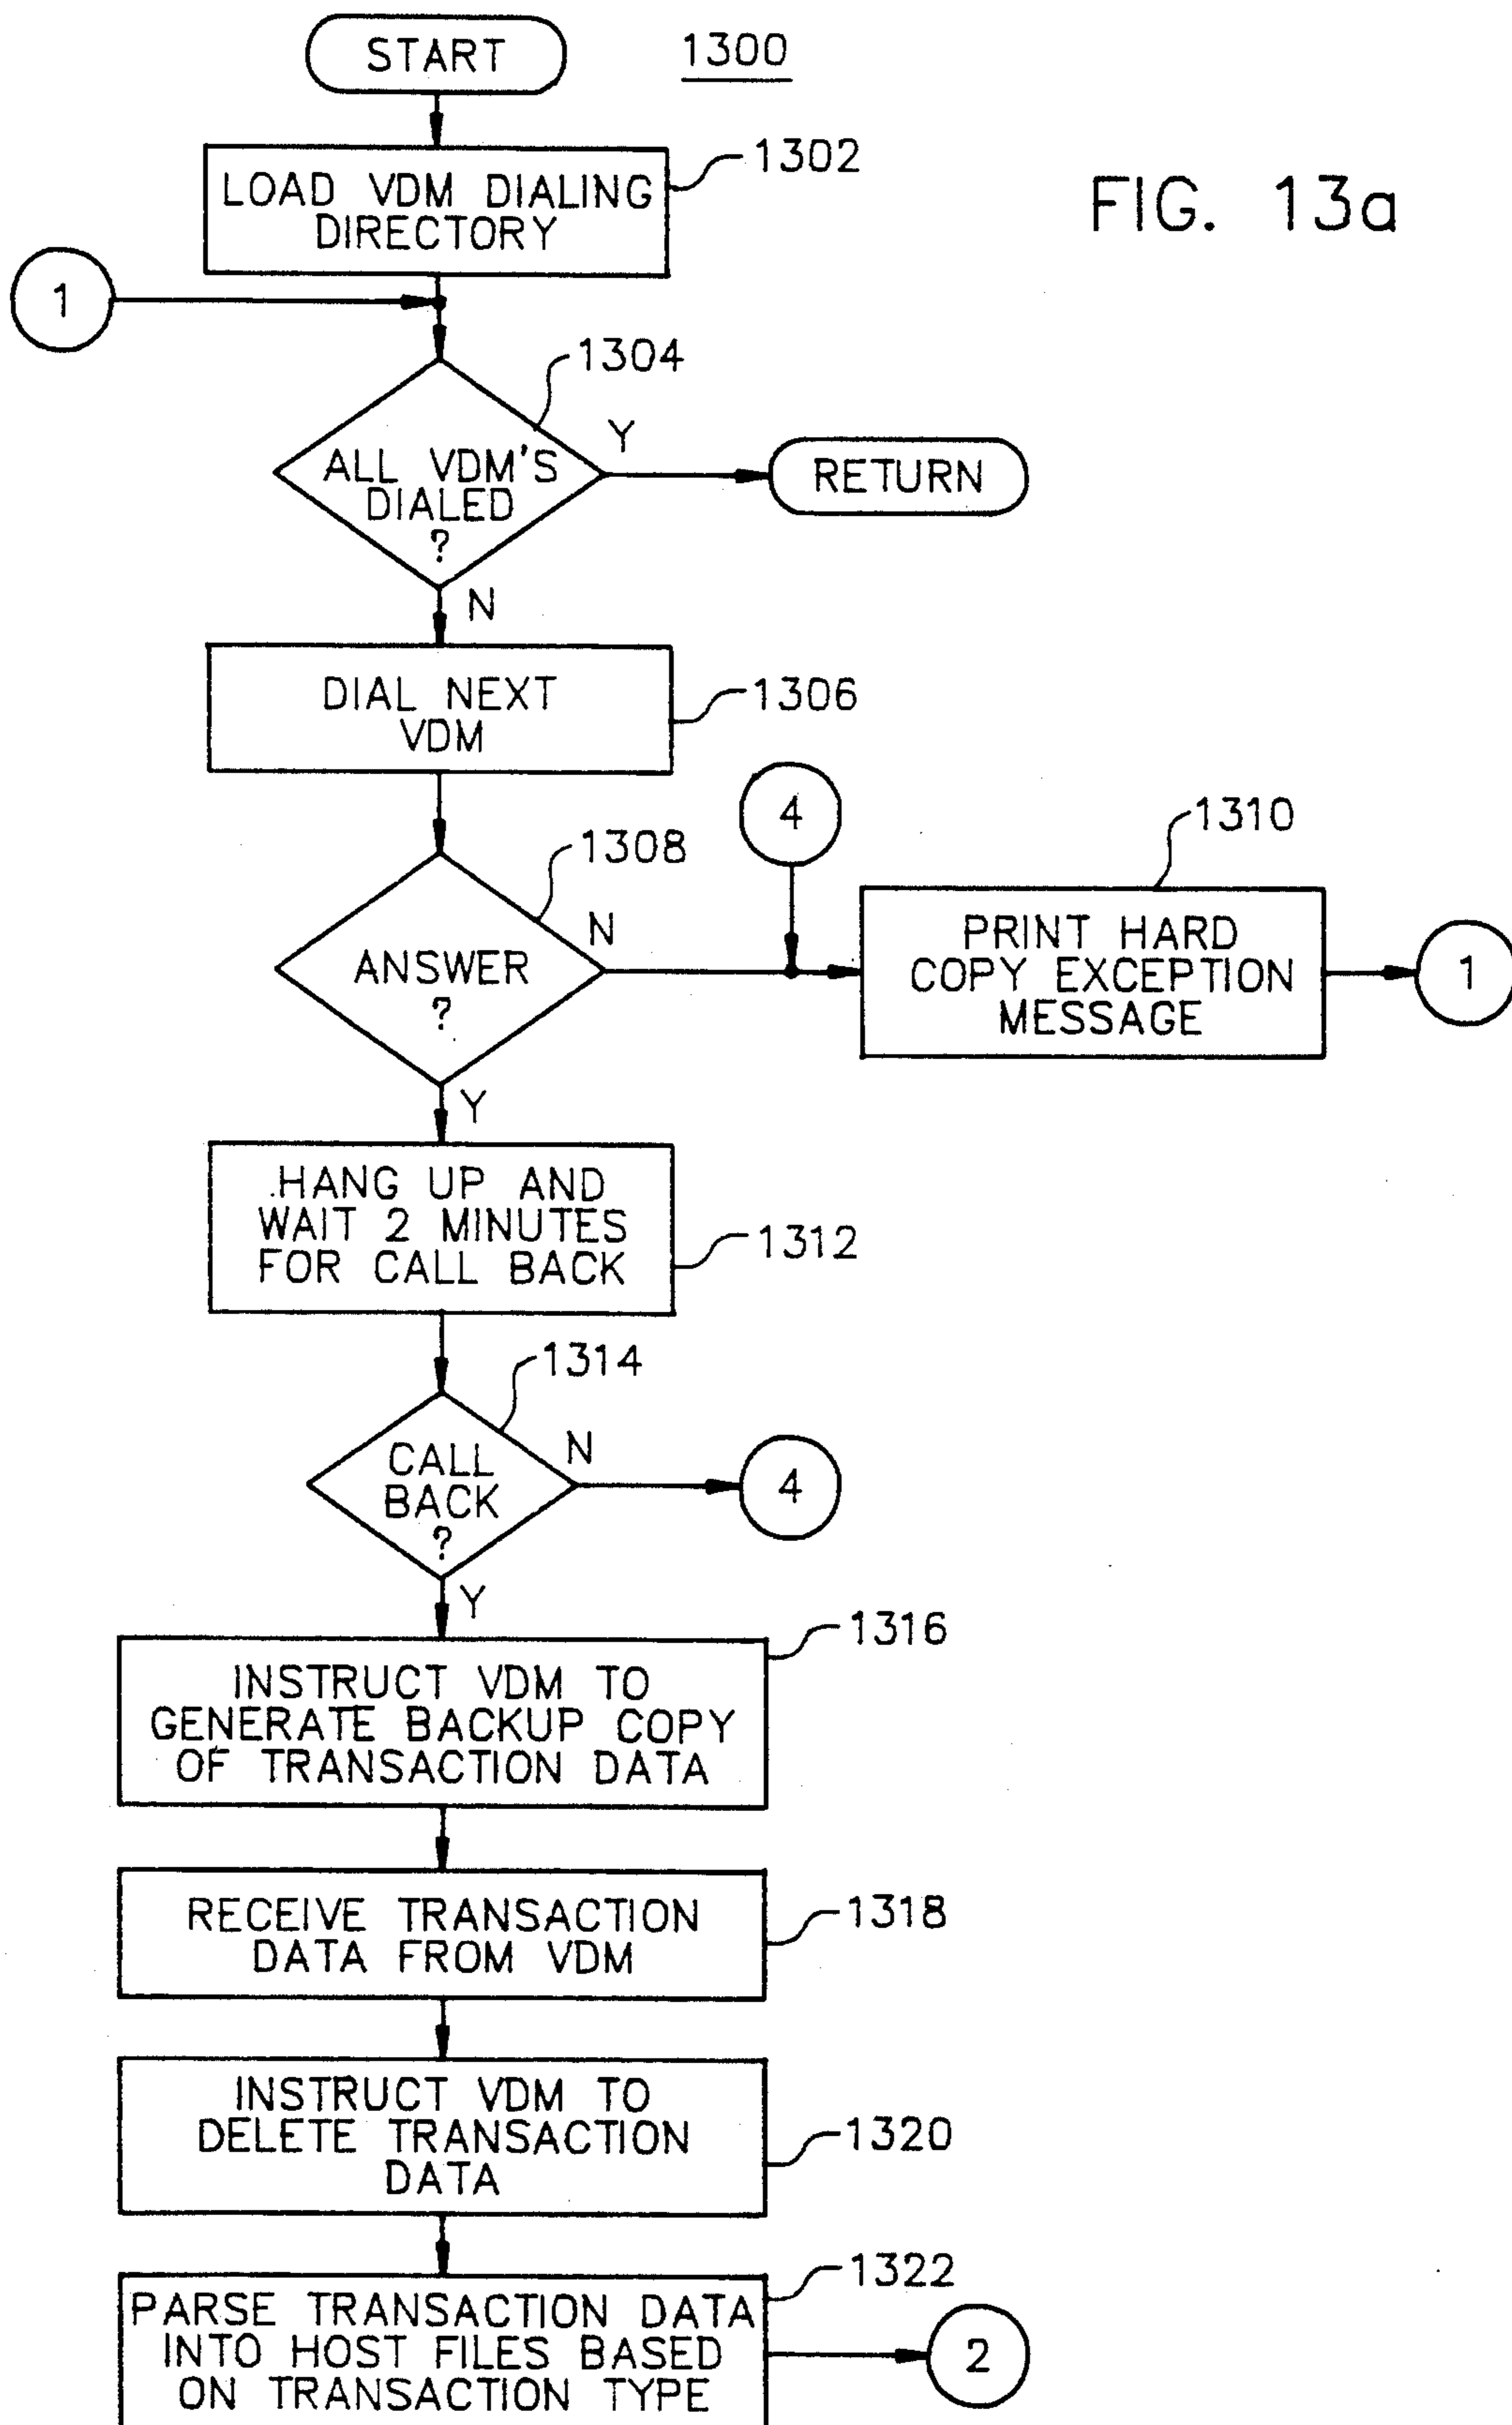 START
1300
1302
LOAD VDM DIALING
DIRECTORY
FIG. 13a
1
1304
ALL VDM'S
DIALED
?
Y
RETURN
N
DIAL NEXT
VDM
1306
4
1308
1310
ANSWER
?
N
PRINT HARD
COPY EXCEPTION
MESSAGE
1
Y
HANG UP AND
WAIT 2 MINUTES
FOR CALL BACK
1312
1314
CALL
BACK
?
N
4
Y
1316
INSTRUCT VDM TO
GENERATE BACKUP COPY
OF TRANSACTION DATA
RECEIVE TRANSACTION
DATA FROM VDM
1318
INSTRUCT VDM TO
DELETE TRANSACTION
DATA
1320
1322
PARSE TRANSACTION DATA
INTO HOST FILES BASED
ON TRANSACTION TYPE
2